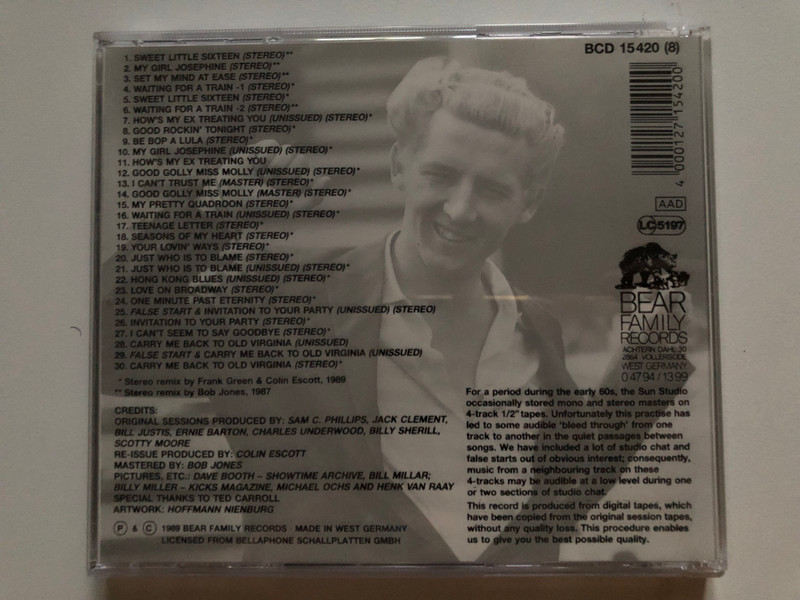 BCD 15420 (8)
1. SWEET LITTLE SIXTEEN (STEREO)**
2. MY GIRL JOSEPHINE (STEREO)**
3. SET MY MIND AT EASE (STEREO)**
4. WAITING FOR A TRAIN -1 (STEREO)*
5. SWEET LITTLE SIXTEEN (STEREO)*
6. WAITING FOR A TRAIN -2 (STEREO)**
7. HOW'S MY EX TREATING YOU (UNISSUED) (STEREO)*
8. GOOD ROCKIN' TONIGHT (STEREO)*
9. BE BOP A LULA (STEREO)*
10. MY GIRL JOSEPHINE (UNISSUED) (STEREO)*
11. HOW'S MY EX TREATING YOU
12. GOOD GOLLY MISS MOLLY (UNISSUED) (STEREO)*
13. I CAN'T TRUST ME (MASTER) (STEREO)*
14. GOOD GOLLY MISS MOLLY (MASTER) (STEREO)*
15. MY PRETTY QUADROON (STEREO)*
16. WAITING FOR A TRAIN (UNISSUED) (STEREO)*
17. TEENAGE LETTER (STEREO)*
18. SEASONS OF MY HEART (STEREO)*
19. YOUR LOVIN' WAYS (STEREO)*
20. JUST WHO IS TO BLAME (STEREO)*
21. JUST WHO IS TO BLAME (UNISSUED) (STEREO)*
22. HONG KONG BLUES (UNISSUED) (STEREO)*
23. LOVE ON BROADWAY (STEREO)*
24. ONE MINUTE PAST ETERNITY (STEREO)*
25. FALSE START & INVITATION TO YOUR PARTY (UNISSUED) (STEREO)
26. INVITATION TO YOUR PARTY (STEREO)*
27. I CAN'T SEEM TO SAY GOODBYE (STEREO)*
28. CARRY ME BACK TO OLD VIRGINIA (UNISSUED)
29. FALSE START & CARRY ME BACK TO OLD VIRGINIA (UNISSUED)
30. CARRY ME BACK TO OLD VIRGINIA (STEREO)*
* Stereo remix by Frank Green & Colin Escott, 1989
** Stereo remix by Bob Jones, 1987
CREDITS:
ORIGINAL SESSIONS PRODUCED BY: SAM C. PHILLIPS, JACK CLEMENT,
BILL JUSTIS, ERNIE BARTON, CHARLES UNDERWOOD, BILLY SHERILL,
SCOTTY MOORE
RE-ISSUE PRODUCED BY: COLIN ESCOTT
MASTERED BY: BOB JONES
PICTURES, ETC.: DAVE BOOTH – SHOWTIME ARCHIVE, BILL MILLAR;
BILLY MILLER – KICKS MAGAZINE, MICHAEL OCHS AND HENK VAN RAAY
SPECIAL THANKS TO TED CARROLL
ARTWORK: HOFFMANN NIENBURG
Ⓟ & Ⓒ 1989 BEAR FAMILY RECORDS · MADE IN WEST GERMANY
LICENSED FROM BELLAPHONE SCHALLPLATTEN GMBH
4 000127 154200
AAD
LC 5197
BEAR
FAMILY
RECORDS
ACHTERN DAHL 30
2864 VOLLERSODE
WEST GERMANY
0 47 94 / 13 99
For a period during the early 60s, the Sun Studio
occasionally stored mono and stereo masters on
4-track 1/2" tapes. Unfortunately this practise has
led to some audible 'bleed through' from one
track to another in the quiet passages between
songs. We have included a lot of studio chat and
false starts out of obvious interest; consequently,
music from a neighbouring track on these
4-tracks may be audible at a low level during one
or two sections of studio chat.
This record is produced from digital tapes, which
have been copied from the original session tapes,
without any quality loss. This procedure enables
us to give you the best possible quality.